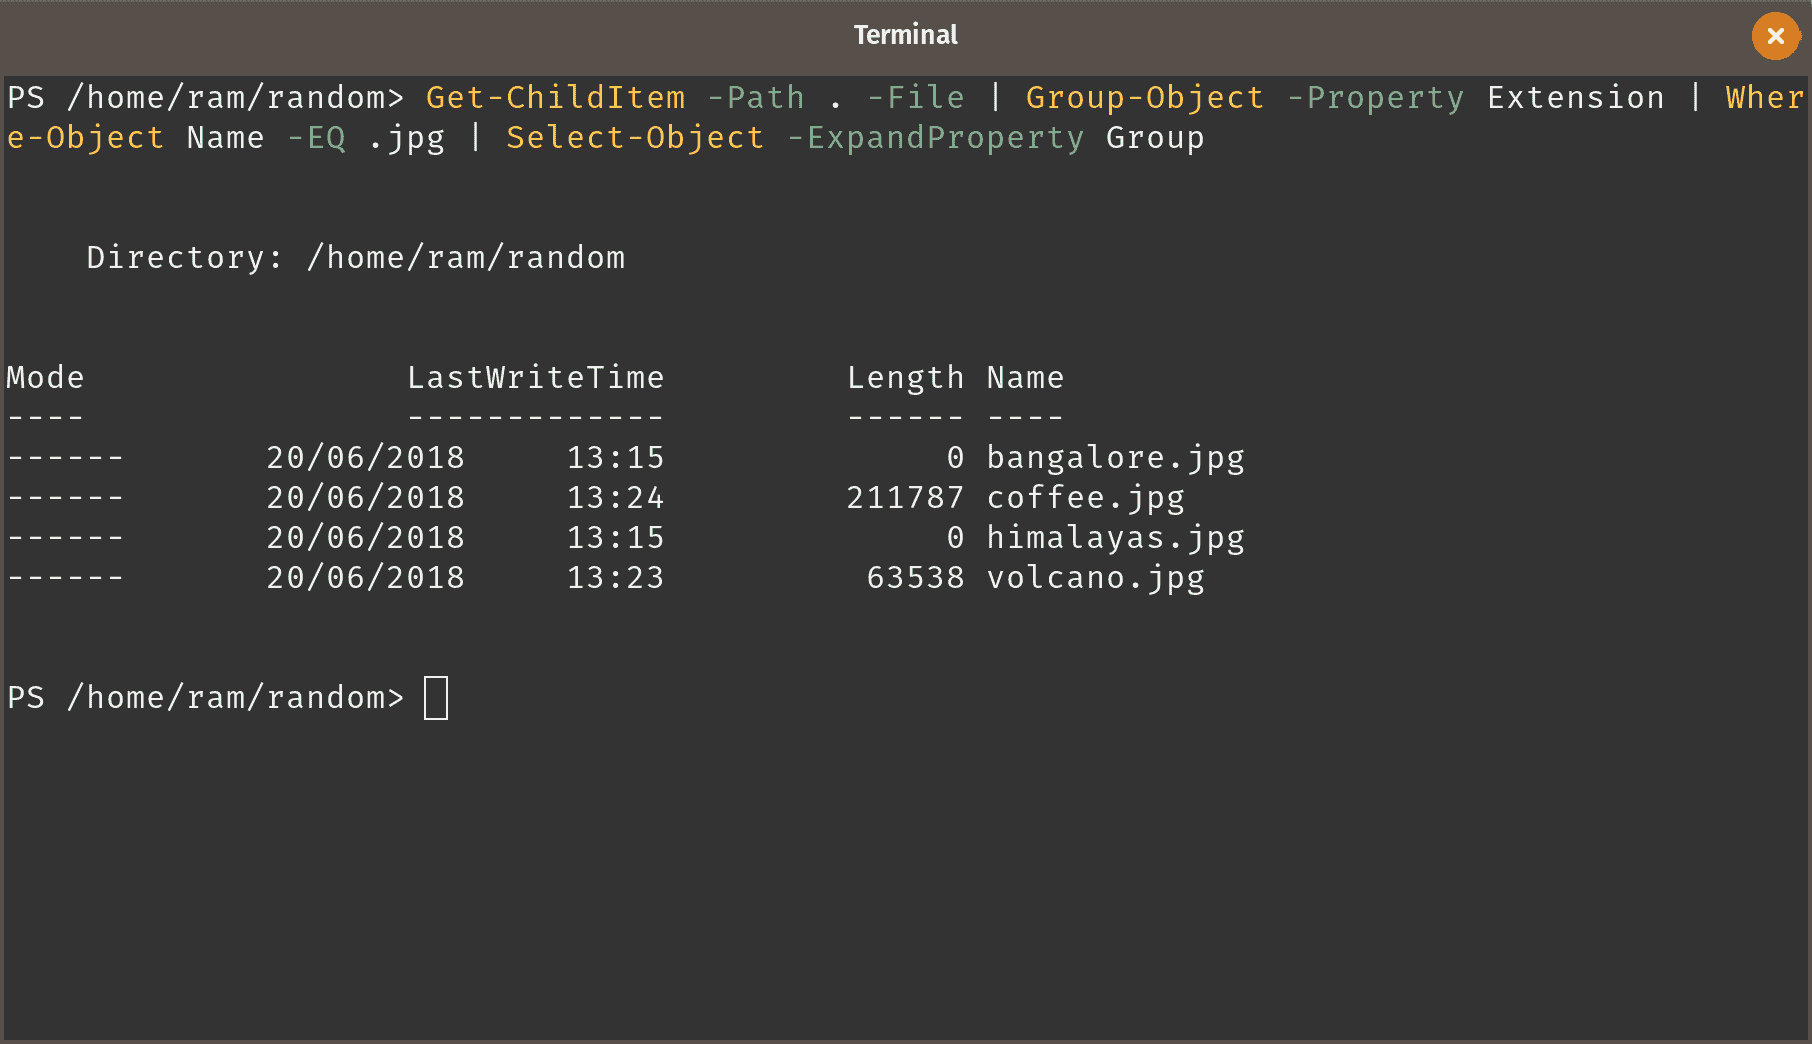 Terminal
PS /home/ram/random> Get-ChildItem -Path . -File | Group-Object -Property Extension | Wher
e-Object Name -EQ .jpg | Select-Object -ExpandProperty Group
    Directory: /home/ram/random
Mode                LastWriteTime         Length Name
----                -------------         ------ ----
------       20/06/2018     13:15              0 bangalore.jpg
------       20/06/2018     13:24         211787 coffee.jpg
------       20/06/2018     13:15              0 himalayas.jpg
------       20/06/2018     13:23          63538 volcano.jpg
PS /home/ram/random>